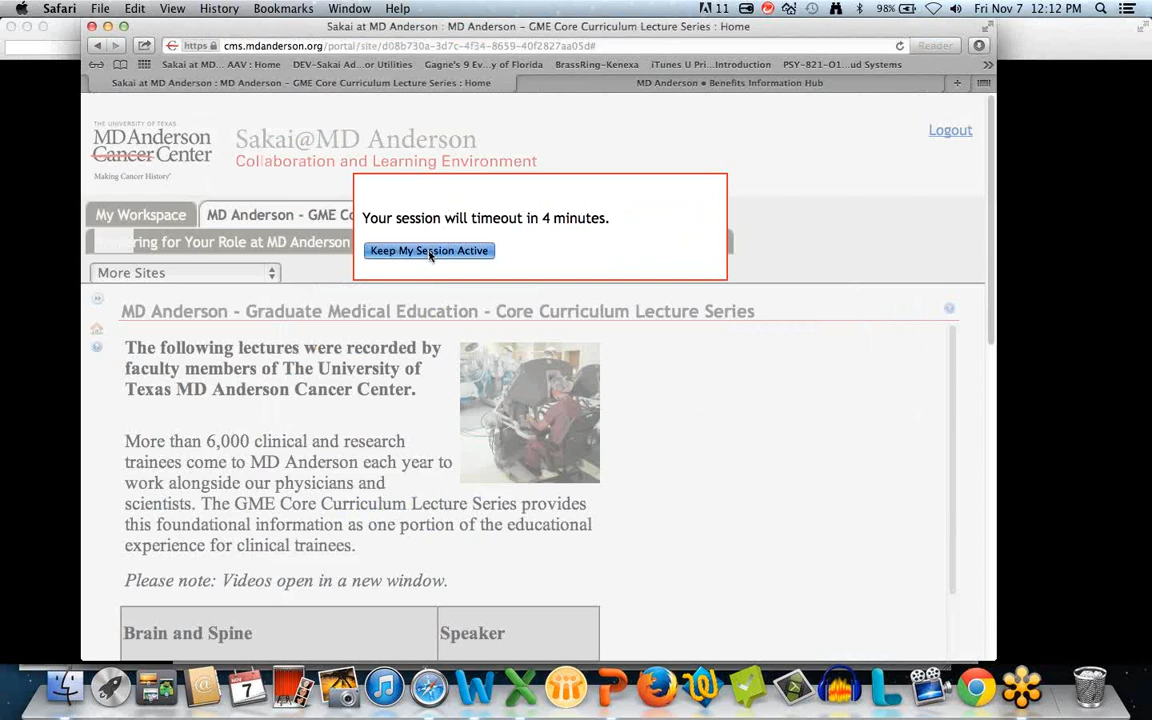 Safari File Edit View History Bookmarks Window Help 11 98% Fri Nov 7 12:12 PM
Sakai at MD Anderson : MD Anderson – GME Core Curriculum Lecture Series : Home
https cms.mdanderson.org/portal/site/d08b730a-3d7c-4f34-8659-40f2827aa05d# Reader
Sakai at MD... AAV : Home DEV-Sakai Ad...or Utilities Gagne's 9 Ev...y of Florida BrassRing-Kenexa iTunes U Pri...Introduction PSY-821-O1...ud Systems
Sakai at MD Anderson : MD Anderson – GME Core Curriculum Lecture Series : Home MD Anderson • Benefits Information Hub
THE UNIVERSITY OF TEXAS
MD Anderson
Cancer Center
Making Cancer History®
Sakai@MD Anderson
Collaboration and Learning Environment
Logout
My Workspace MD Anderson - GME Co
ering for Your Role at MD Anderson
More Sites
Your session will timeout in 4 minutes.
Keep My Session Active
MD Anderson - Graduate Medical Education - Core Curriculum Lecture Series
The following lectures were recorded by
faculty members of The University of
Texas MD Anderson Cancer Center.
More than 6,000 clinical and research
trainees come to MD Anderson each year to
work alongside our physicians and
scientists. The GME Core Curriculum Lecture Series provides
this foundational information as one portion of the educational
experience for clinical trainees.
Please note: Videos open in a new window.
Brain and Spine Speaker
NOV
7